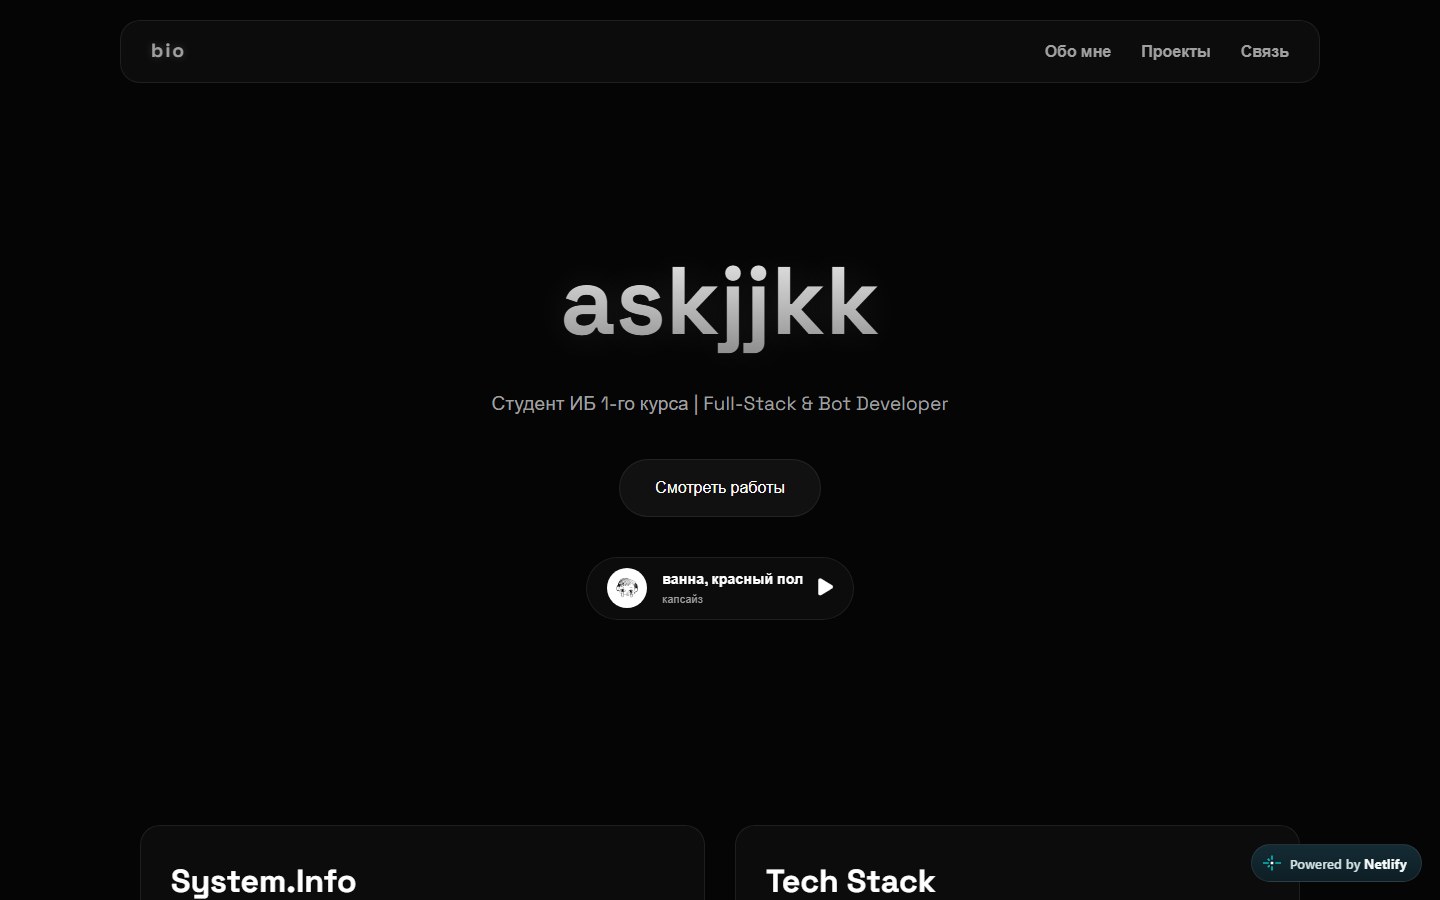 bio
Обо мне
Проекты
Связь
askjjkk
Студент ИБ 1-го курса | Full-Stack & Bot Developer
Смотреть работы
ванна, красный пол
капсайз
System.Info
Tech Stack
Powered by Netlify